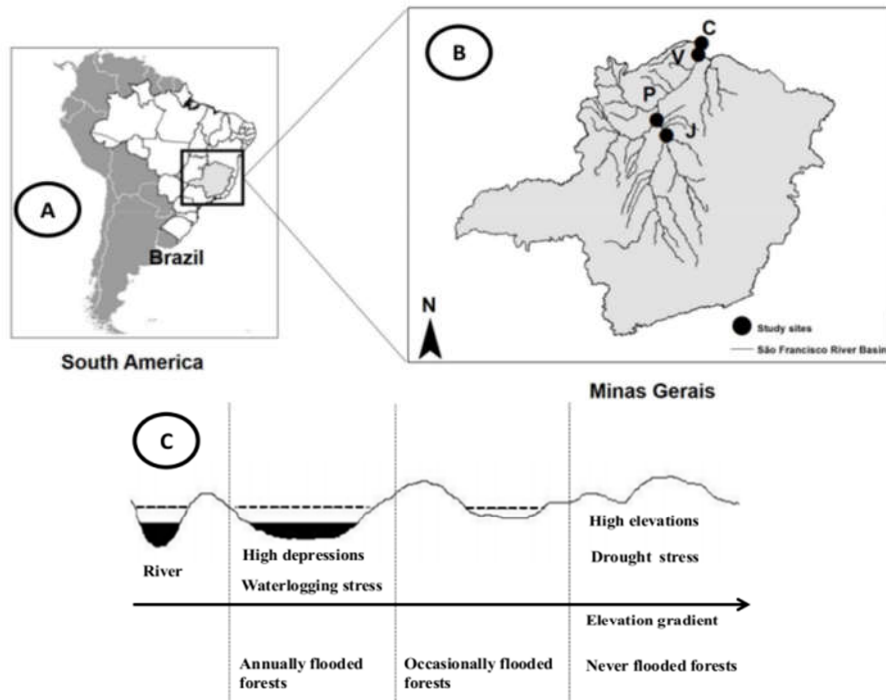 A
Brazil
South America
B
C
V
P
J
N
Study sites
São Francisco River Basin
Minas Gerais
C
River
High depressions
Waterlogging stress
High elevations
Drought stress
Elevation gradient
Annually flooded
forests
Occasionally flooded
forests
Never flooded forests